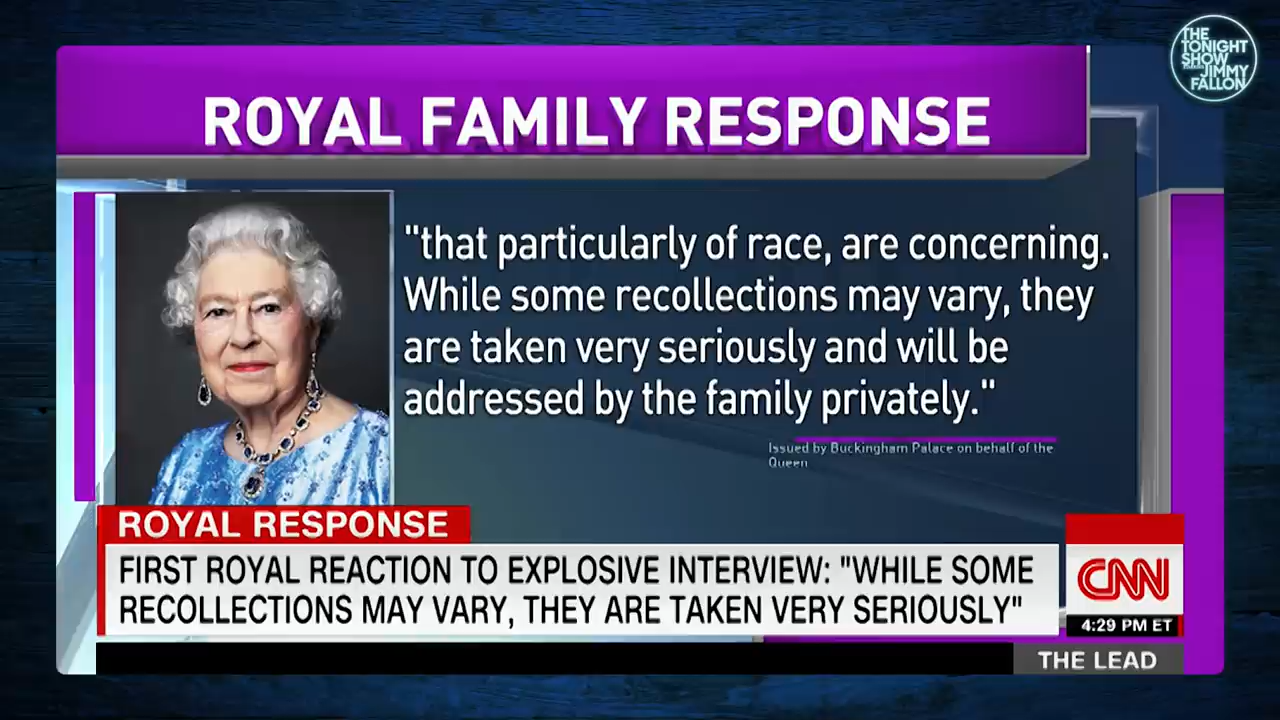 THE
TONIGHT
SHOW
JIMMY
FALLON
ROYAL FAMILY RESPONSE
"that particularly of race, are concerning.
While some recollections may vary, they
are taken very seriously and will be
addressed by the family privately."
Issued by Buckingham Palace on behalf of the
Queen
ROYAL RESPONSE
FIRST ROYAL REACTION TO EXPLOSIVE INTERVIEW: "WHILE SOME
RECOLLECTIONS MAY VARY, THEY ARE TAKEN VERY SERIOUSLY"
CNN
4:29 PM ET
THE LEAD